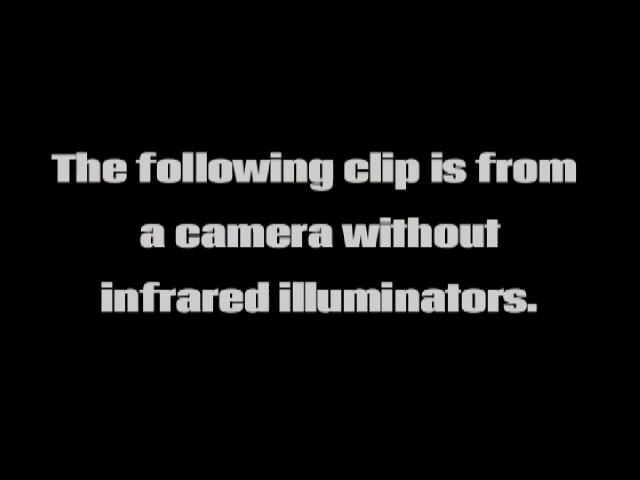 The following clip is from
a camera without
infrared illuminators.